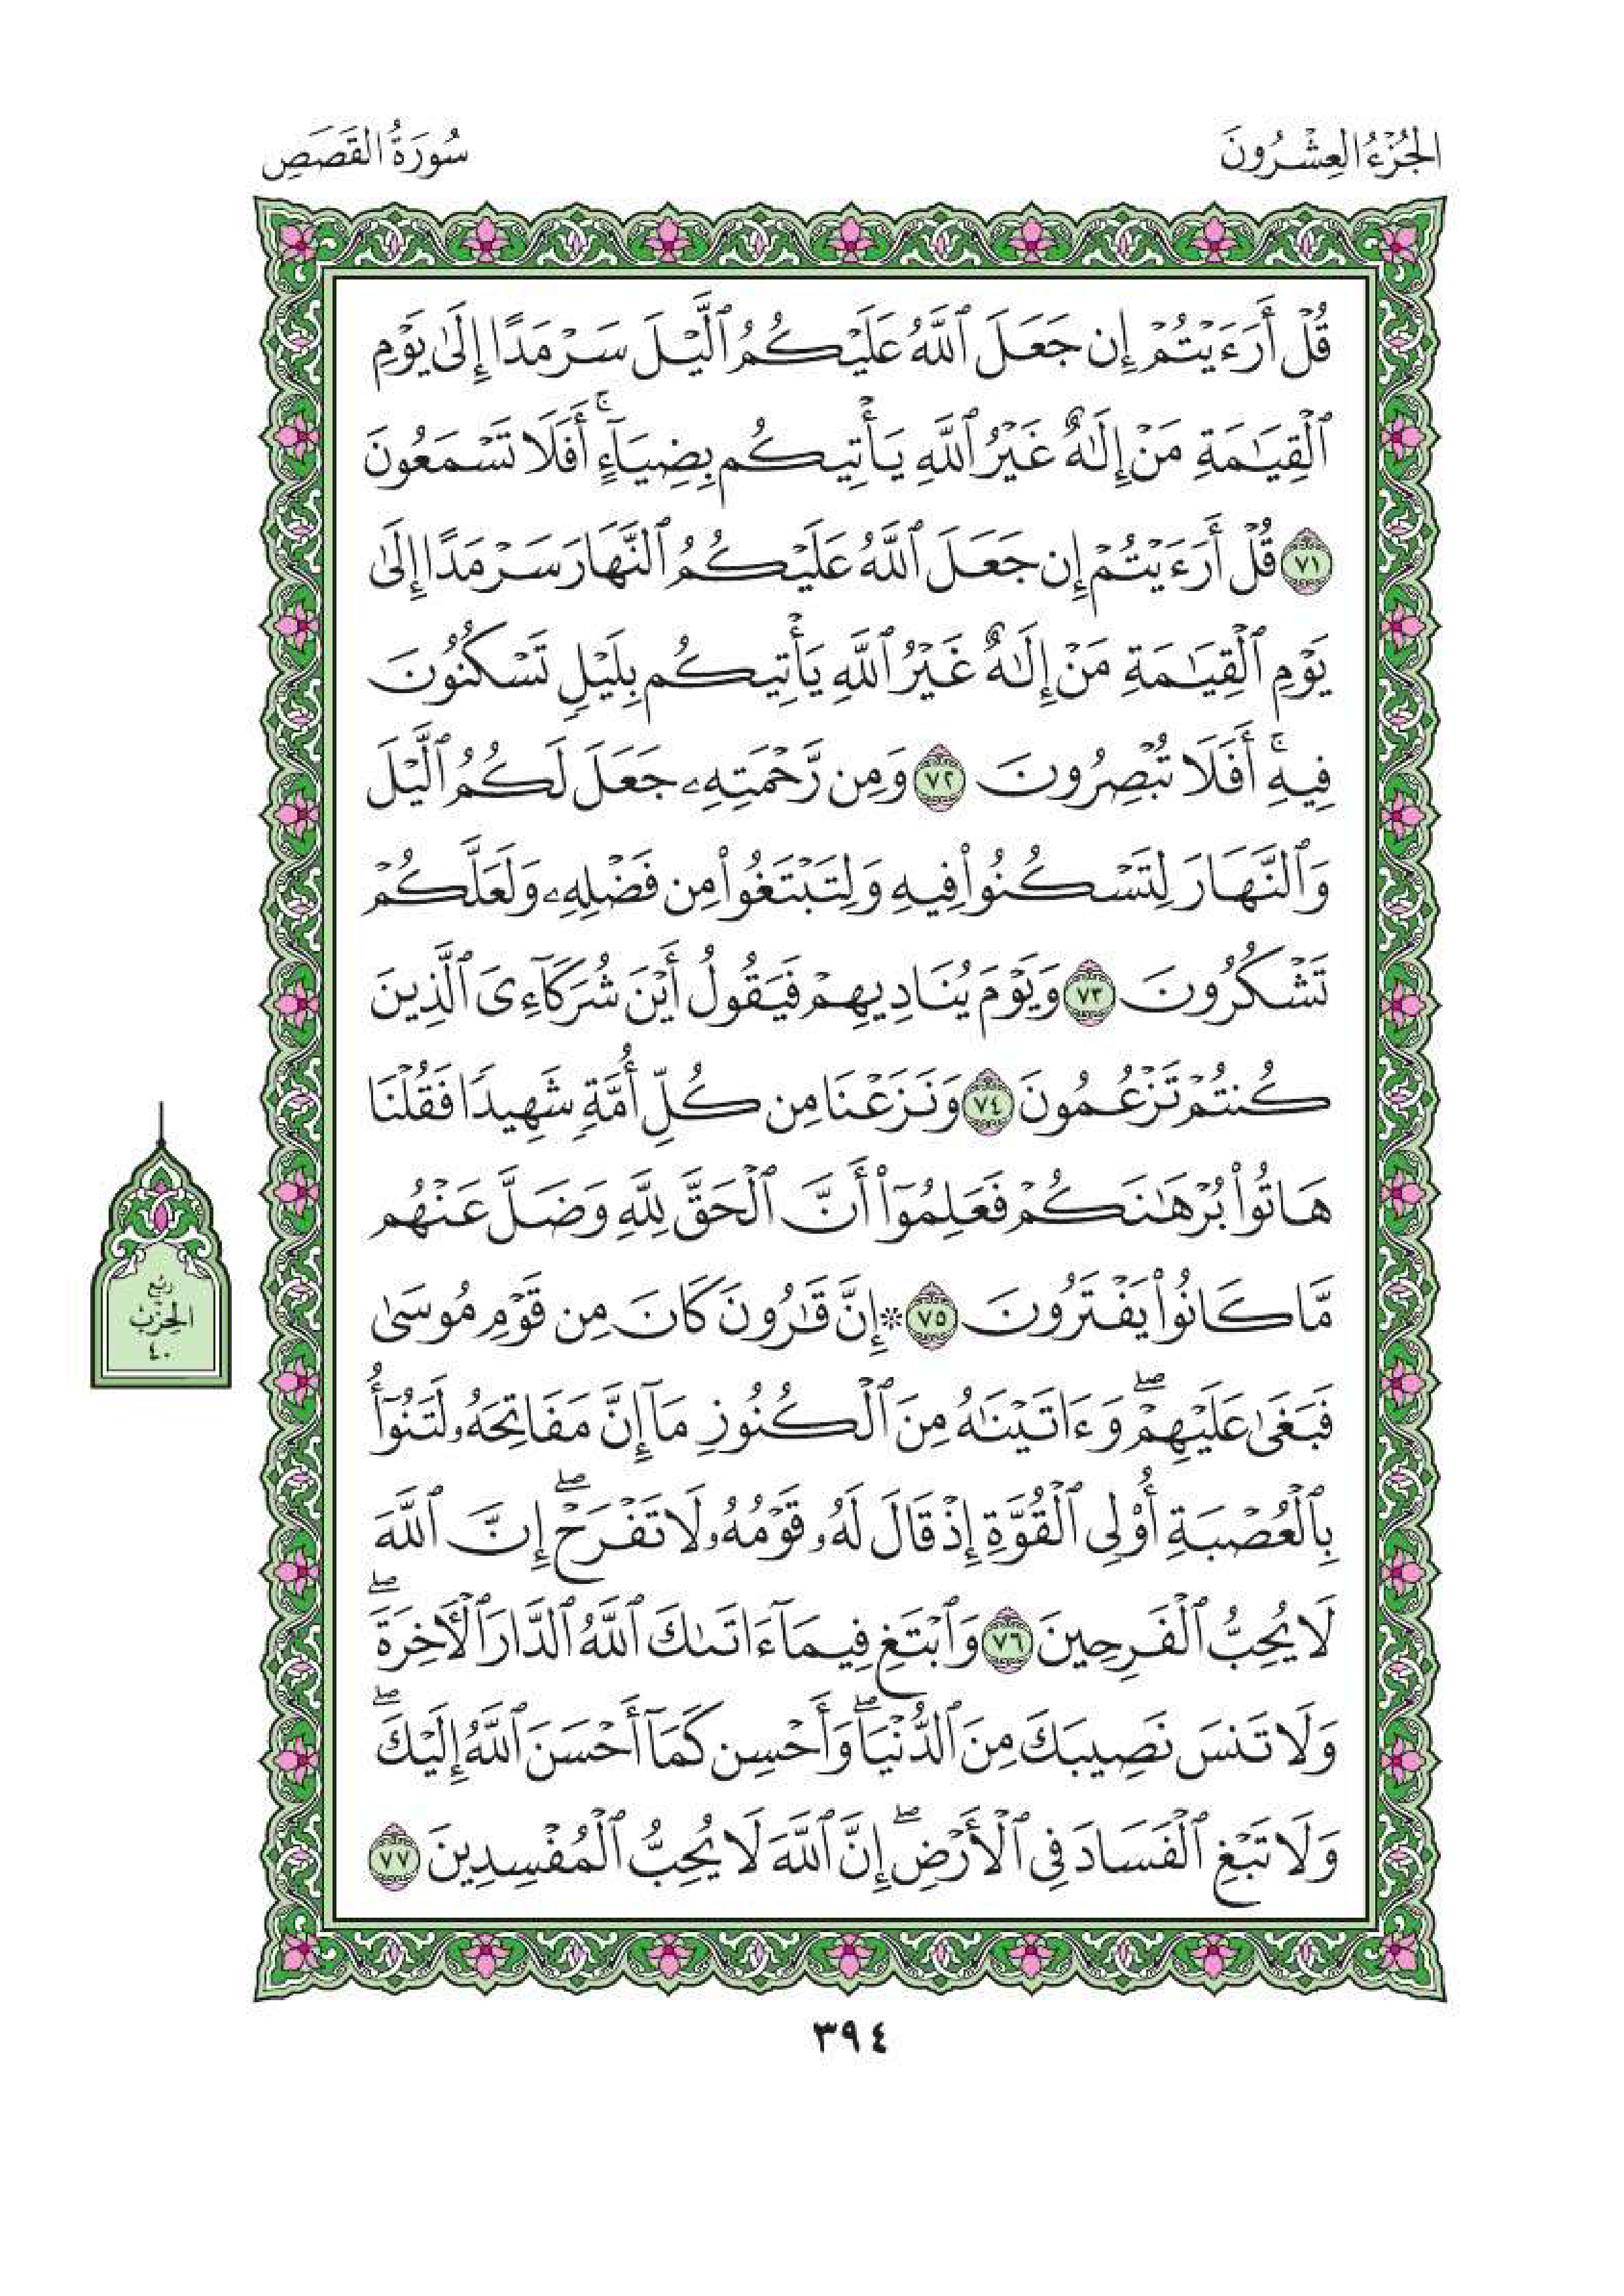 الجُزْءُ العِشْرُونَ
سُورَةُ القَصَصِ
قُلْ أَرَءَيْتُمْ إِن جَعَلَ ٱللَّهُ عَلَيْكُمُ ٱلَّيْلَ سَرْمَدًا إِلَىٰ يَوْمِ
ٱلْقِيَـٰمَةِ مَنْ إِلَـٰهٌ غَيْرُ ٱللَّهِ يَأْتِيكُم بِضِيَآءٍۚ أَفَلَا تَسْمَعُونَ
٧١ قُلْ أَرَءَيْتُمْ إِن جَعَلَ ٱللَّهُ عَلَيْكُمُ ٱلنَّهَارَ سَرْمَدًا إِلَىٰ
يَوْمِ ٱلْقِيَـٰمَةِ مَنْ إِلَـٰهٌ غَيْرُ ٱللَّهِ يَأْتِيكُم بِلَيْلٍ تَسْكُنُونَ
فِيهِۚ أَفَلَا تُبْصِرُونَ ٧٢ وَمِن رَّحْمَتِهِۦ جَعَلَ لَكُمُ ٱلَّيْلَ
وَٱلنَّهَارَ لِتَسْكُنُوا۟ فِيهِ وَلِتَبْتَغُوا۟ مِن فَضْلِهِۦ وَلَعَلَّكُمْ
تَشْكُرُونَ ٧٣ وَيَوْمَ يُنَادِيهِمْ فَيَقُولُ أَيْنَ شُرَكَآءِىَ ٱلَّذِينَ
كُنتُمْ تَزْعُمُونَ ٧٤ وَنَزَعْنَا مِن كُلِّ أُمَّةٍ شَهِيدًا فَقُلْنَا
هَاتُوا۟ بُرْهَـٰنَكُمْ فَعَلِمُوٓا۟ أَنَّ ٱلْحَقَّ لِلَّهِ وَضَلَّ عَنْهُم
مَّا كَانُوا۟ يَفْتَرُونَ ٧٥ ۞ إِنَّ قَـٰرُونَ كَانَ مِن قَوْمِ مُوسَىٰ
فَبَغَىٰ عَلَيْهِمْۖ وَءَاتَيْنَـٰهُ مِنَ ٱلْكُنُوزِ مَآ إِنَّ مَفَاتِحَهُۥ لَتَنُوٓأُ
بِٱلْعُصْبَةِ أُو۟لِى ٱلْقُوَّةِ إِذْ قَالَ لَهُۥ قَوْمُهُۥ لَا تَفْرَحْۖ إِنَّ ٱللَّهَ
لَا يُحِبُّ ٱلْفَرِحِينَ ٧٦ وَٱبْتَغِ فِيمَآ ءَاتَىٰكَ ٱللَّهُ ٱلدَّارَ ٱلْـَٔاخِرَةَۖ
وَلَا تَنسَ نَصِيبَكَ مِنَ ٱلدُّنْيَاۖ وَأَحْسِن كَمَآ أَحْسَنَ ٱللَّهُ إِلَيْكَۖ
وَلَا تَبْغِ ٱلْفَسَادَ فِى ٱلْأَرْضِۖ إِنَّ ٱللَّهَ لَا يُحِبُّ ٱلْمُفْسِدِينَ ٧٧
رُبْع
الحِزْب
٤٠
٣٩٤